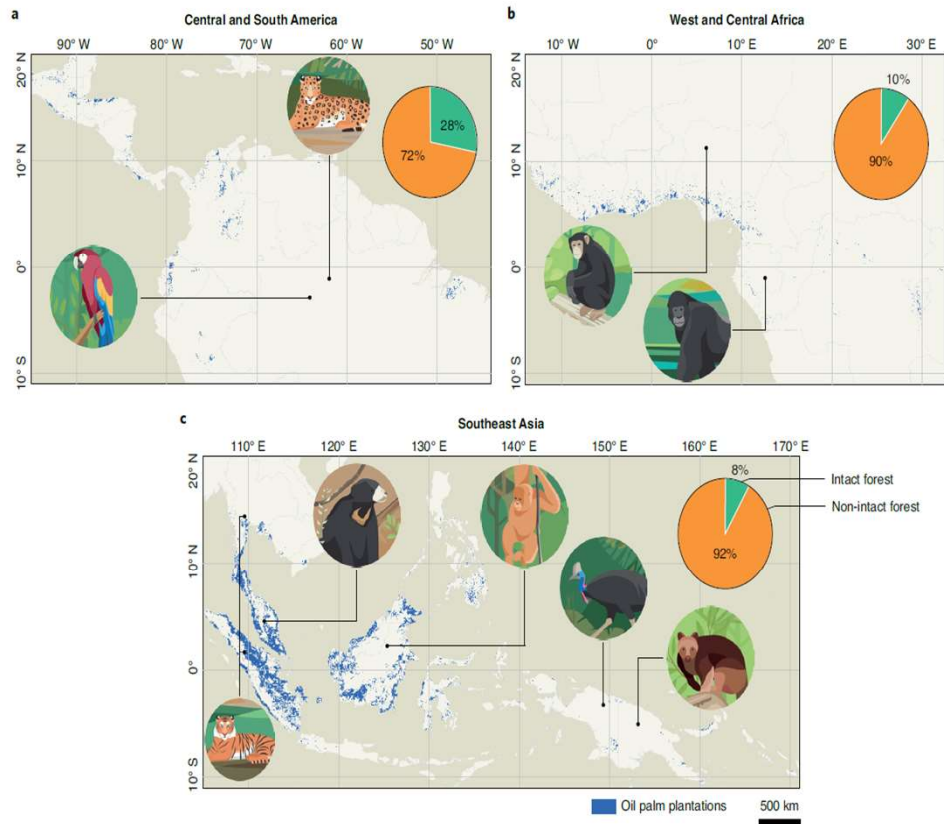 a
Central and South America
90° W 80° W 70° W 60° W 50° W
20° N
10° N
0°
10° S
28%
72%
b
West and Central Africa
10° W 0° 10° E 20° E 30° E
20° N
10° N
0°
10° S
10%
90%
c
Southeast Asia
110° E 120° E 130° E 140° E 150° E 160° E 170° E
20° N
10° N
0°
10° S
8%
92%
Intact forest
Non-intact forest
Oil palm plantations
500 km